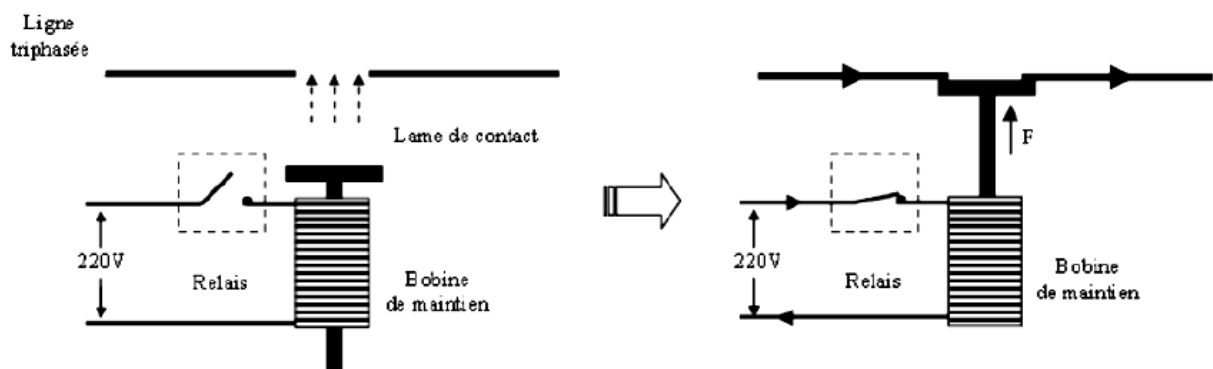 Ligne
triphasée
Lame de contact
220V
Relais
Bobine
de maintien
F
220V
Relais
Bobine
de maintien